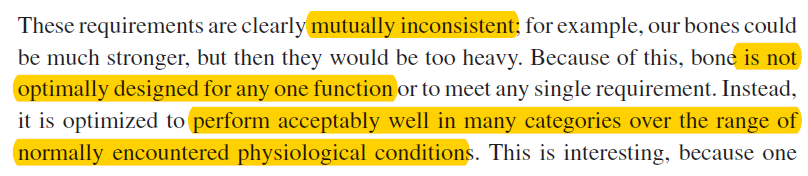 These requirements are clearly mutually inconsistent; for example, our bones could
be much stronger, but then they would be too heavy. Because of this, bone is not
optimally designed for any one function or to meet any single requirement. Instead,
it is optimized to perform acceptably well in many categories over the range of
normally encountered physiological conditions. This is interesting, because one